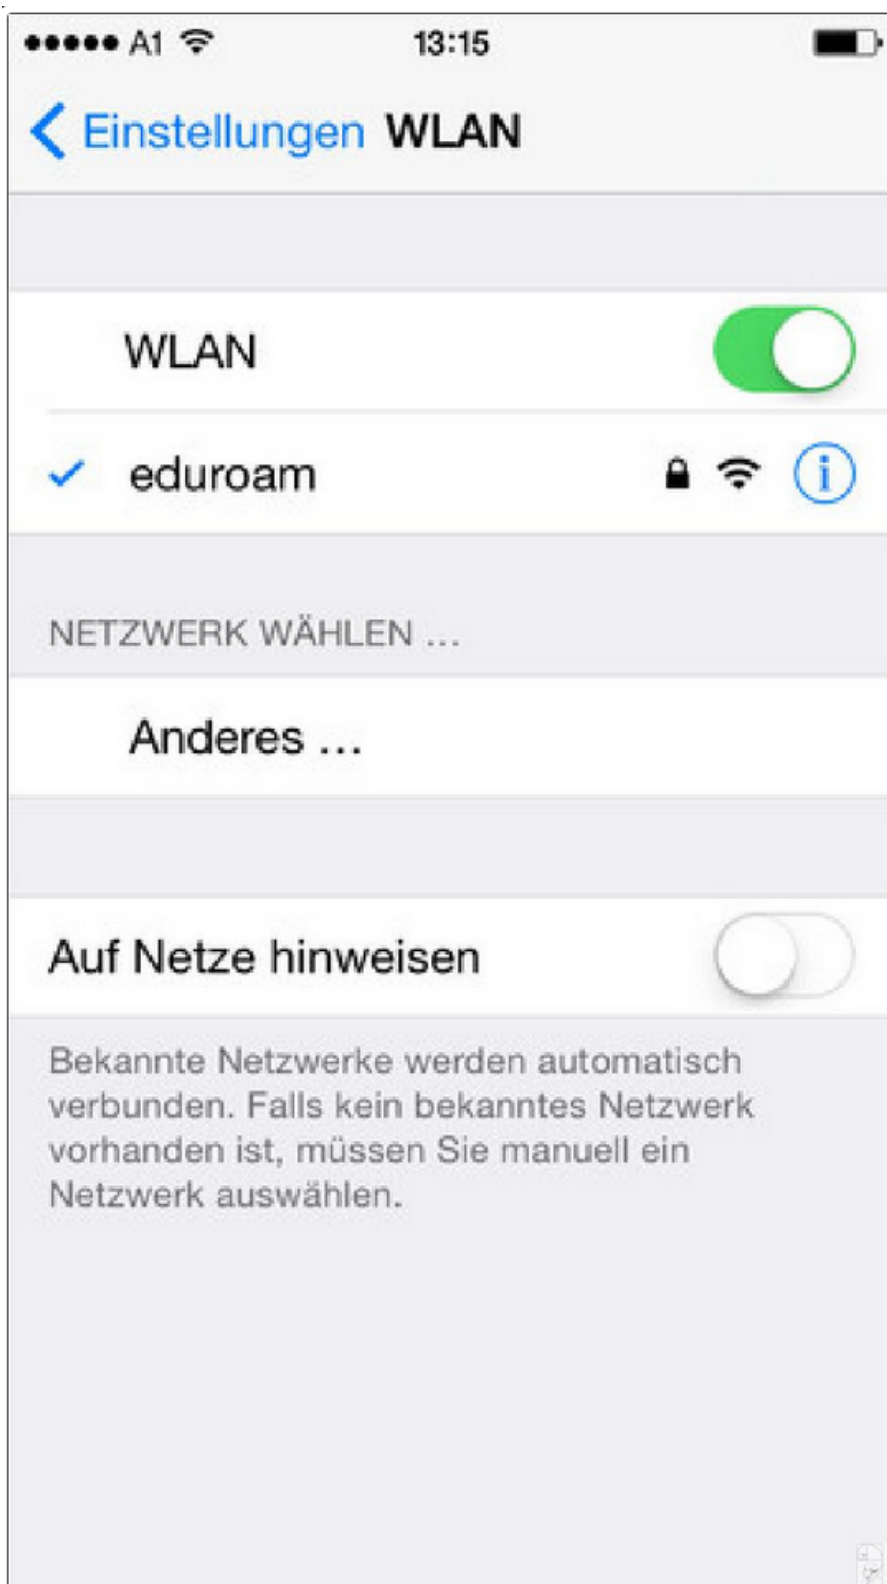 A1 13:15
Einstellungen WLAN
WLAN
eduroam
NETZWERK WÄHLEN ...
Anderes ...
Auf Netze hinweisen
Bekannte Netzwerke werden automatisch
verbunden. Falls kein bekanntes Netzwerk
vorhanden ist, müssen Sie manuell ein
Netzwerk auswählen.